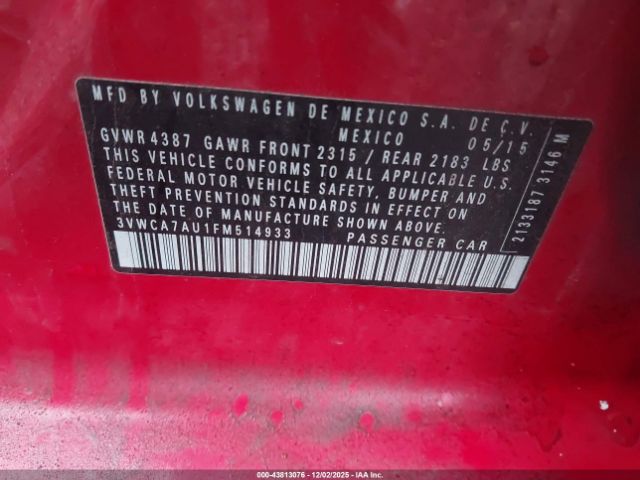 MFD BY VOLKSWAGEN DE MEXICO S.A. DE C.V.
MEXICO 05/15
GVWR 4387 GAWR FRONT 2315 / REAR 2183 LBS
THIS VEHICLE CONFORMS TO ALL APPLICABLE U.S.
FEDERAL MOTOR VEHICLE SAFETY, BUMPER AND
THEFT PREVENTION STANDARDS IN EFFECT ON
THE DATE OF MANUFACTURE SHOWN ABOVE.
3VWCA7AU1FM514933
PASSENGER CAR
2133187 3146 M
000-43813076 - 12/02/2025 - IAA Inc.